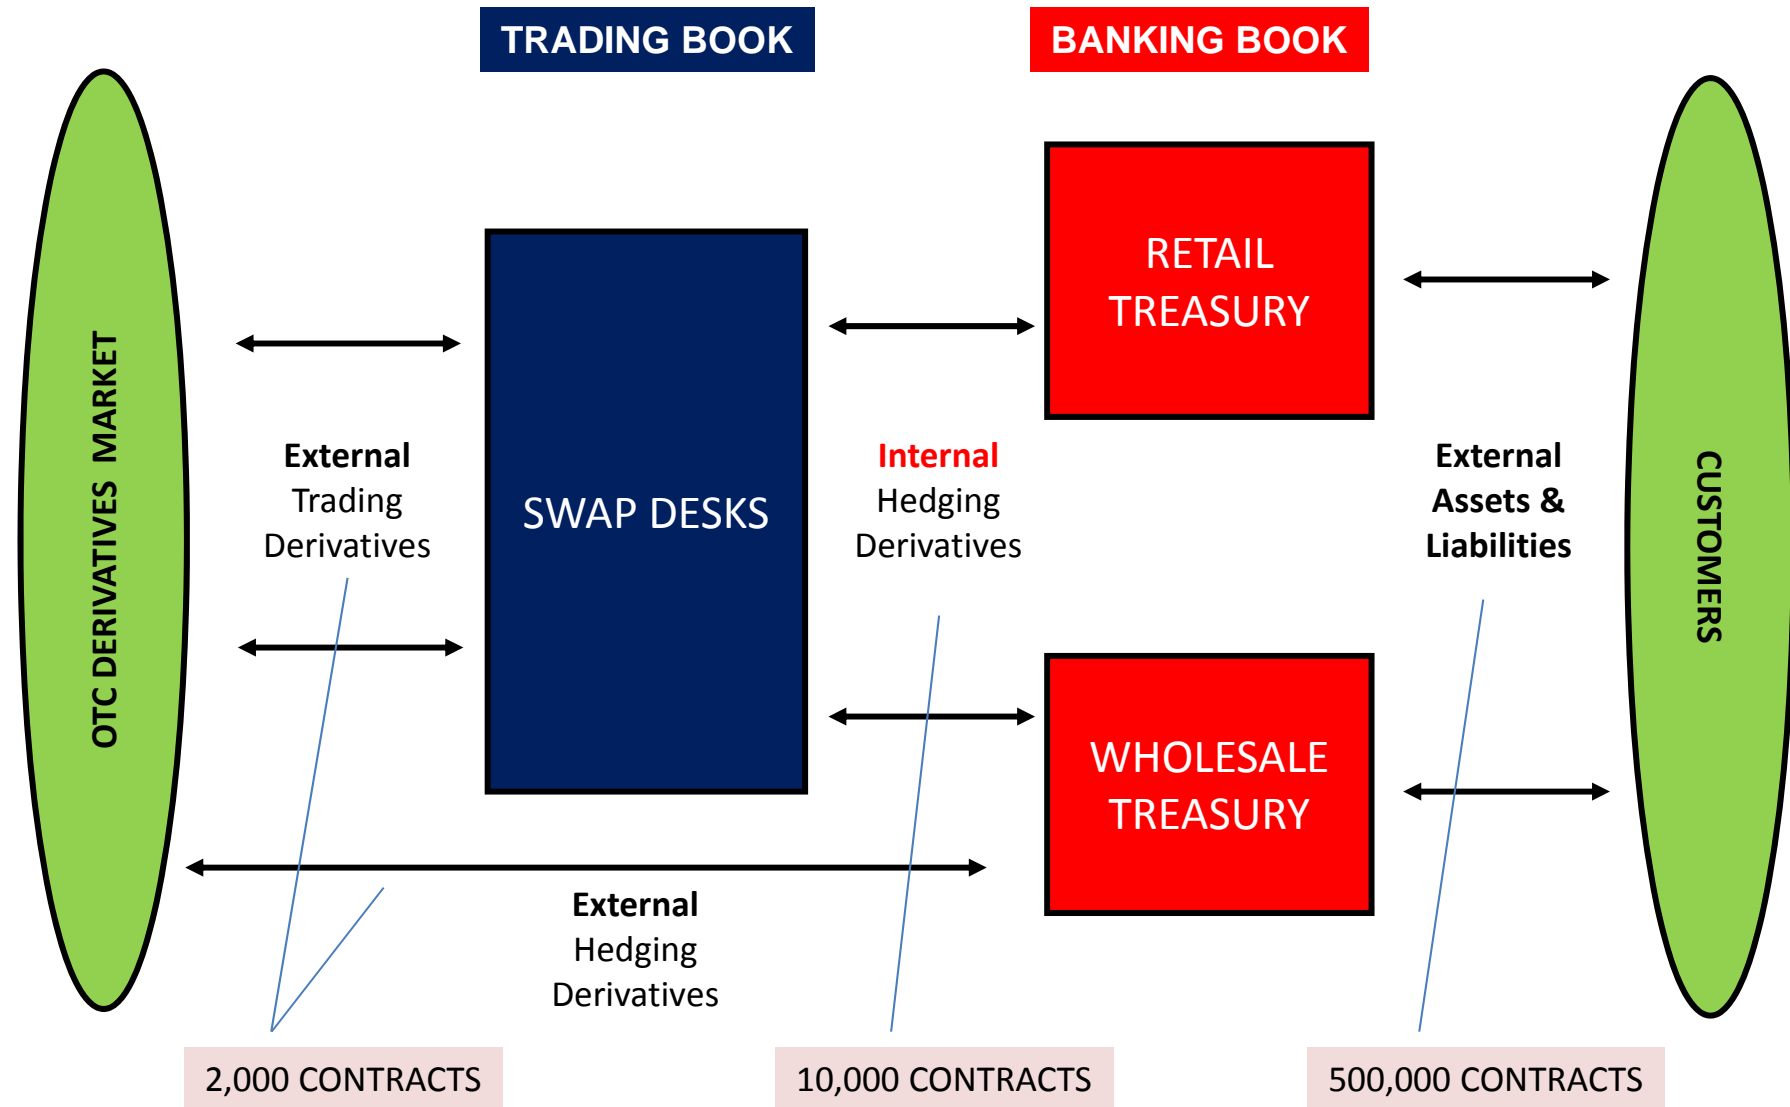 TRADING BOOK
BANKING BOOK
OTC DERIVATIVES MARKET
External
Trading
Derivatives
SWAP DESKS
Internal
Hedging
Derivatives
RETAIL
TREASURY
WHOLESALE
TREASURY
External
Assets &
Liabilities
CUSTOMERS
External
Hedging
Derivatives
2,000 CONTRACTS
10,000 CONTRACTS
500,000 CONTRACTS